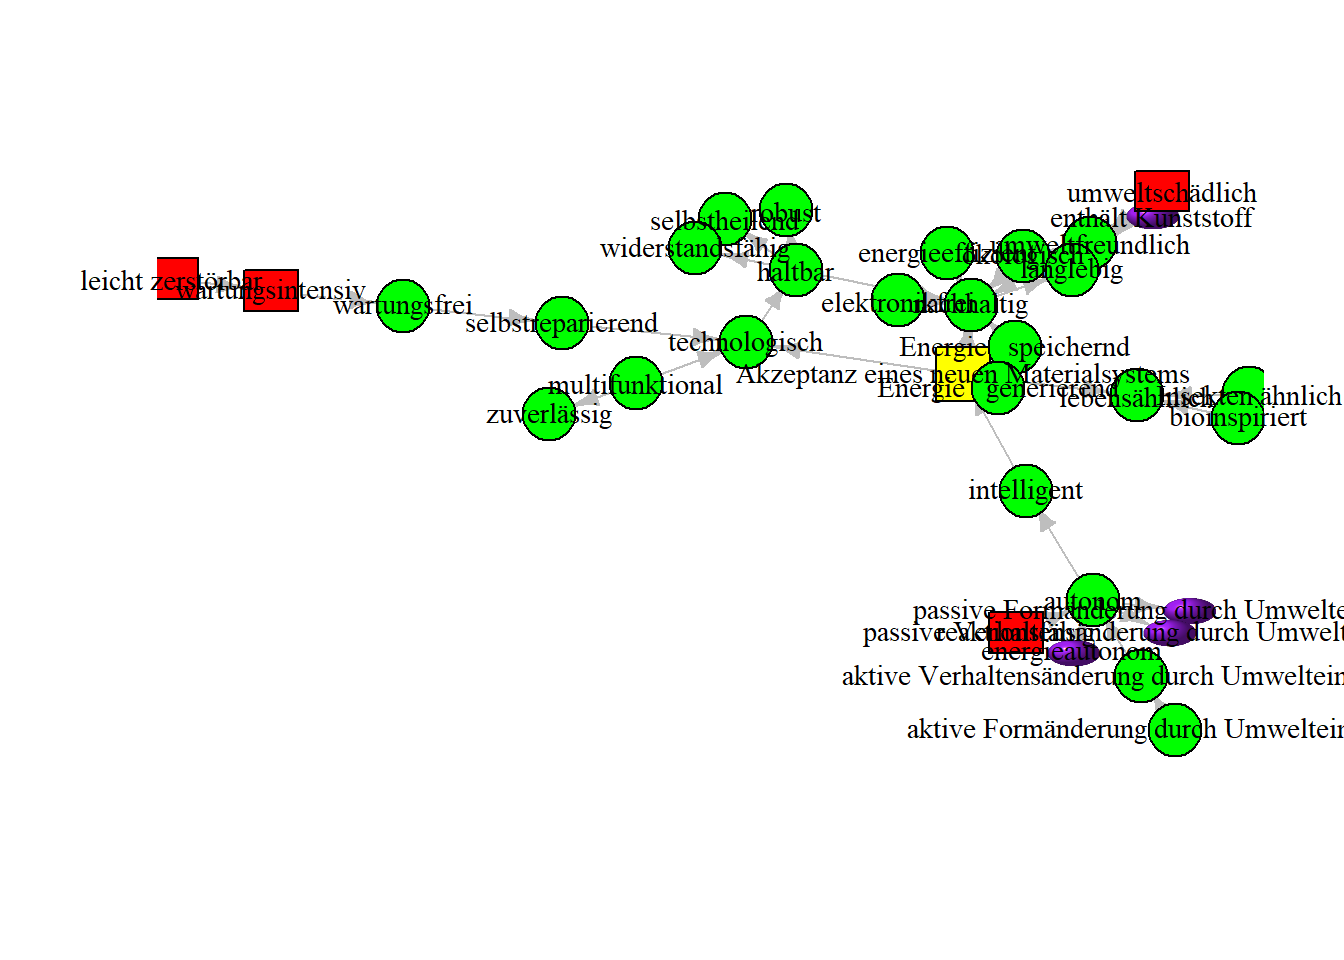 umweltschädlich
selbstheilend
robust
enthält Kunststoff
widerstandsfähig
energieeffizient
ökologisch
umweltfreundlich
haltbar
langlebig
leicht zerstörbar
wartungsintensiv
wartungsfrei
elektronikfrei
nachhaltig
selbstreparierend
technologisch
Energie speichernd
Akzeptanz eines neuen Materialsystems
multifunktional
Energie generierend
lebensähnlich
Insekten ähnlich
zuverlässig
bioinspiriert
intelligent
autonom
passive Formänderung durch Umwelte
passive Verhaltensänderung durch Umwelt
reaktionsfähig
energieautonom
aktive Verhaltensänderung durch Umweltein
aktive Formänderung durch Umweltein